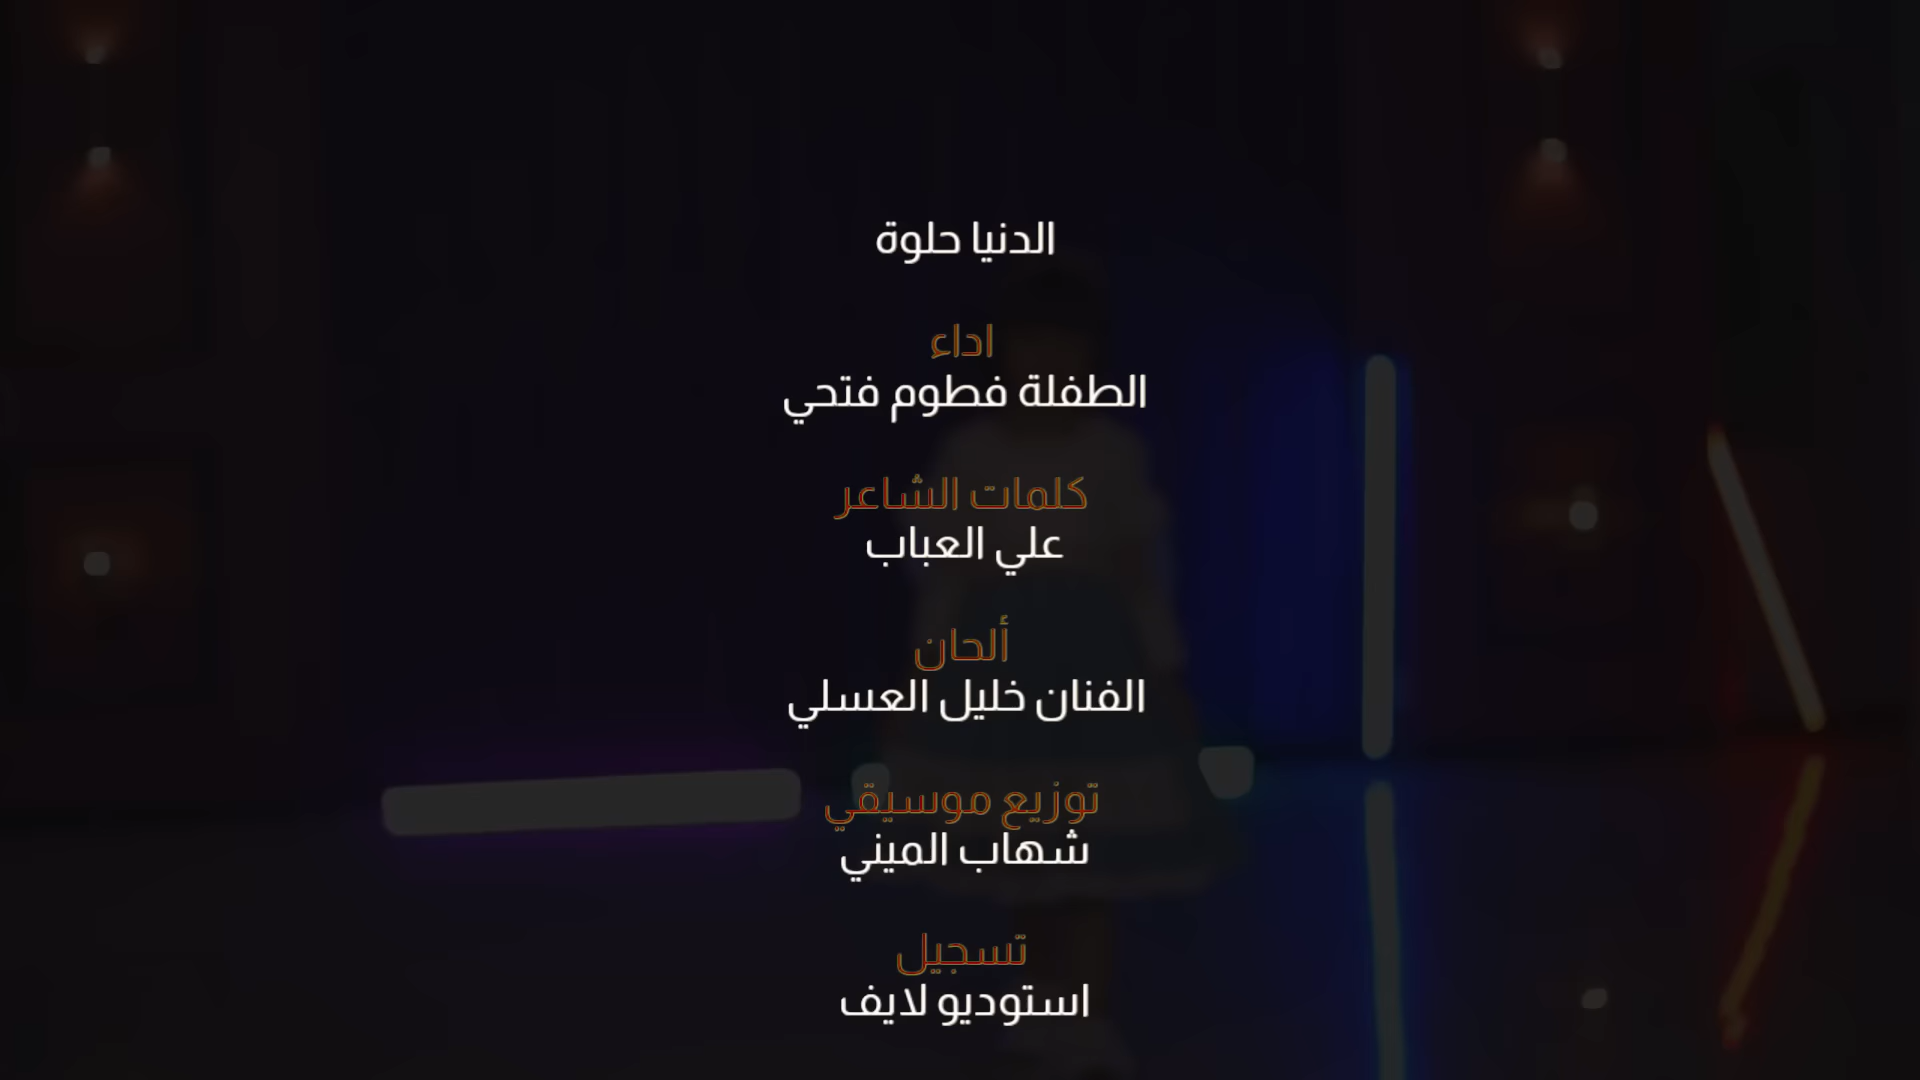 الدنيا حلوة
اداء
الطفلة فطوم فتحي
كلمات الشاعر
علي العباب
ألحان
الفنان خليل العسلي
توزيع موسيقي
شهاب الميني
تسجيل
استوديو لايف